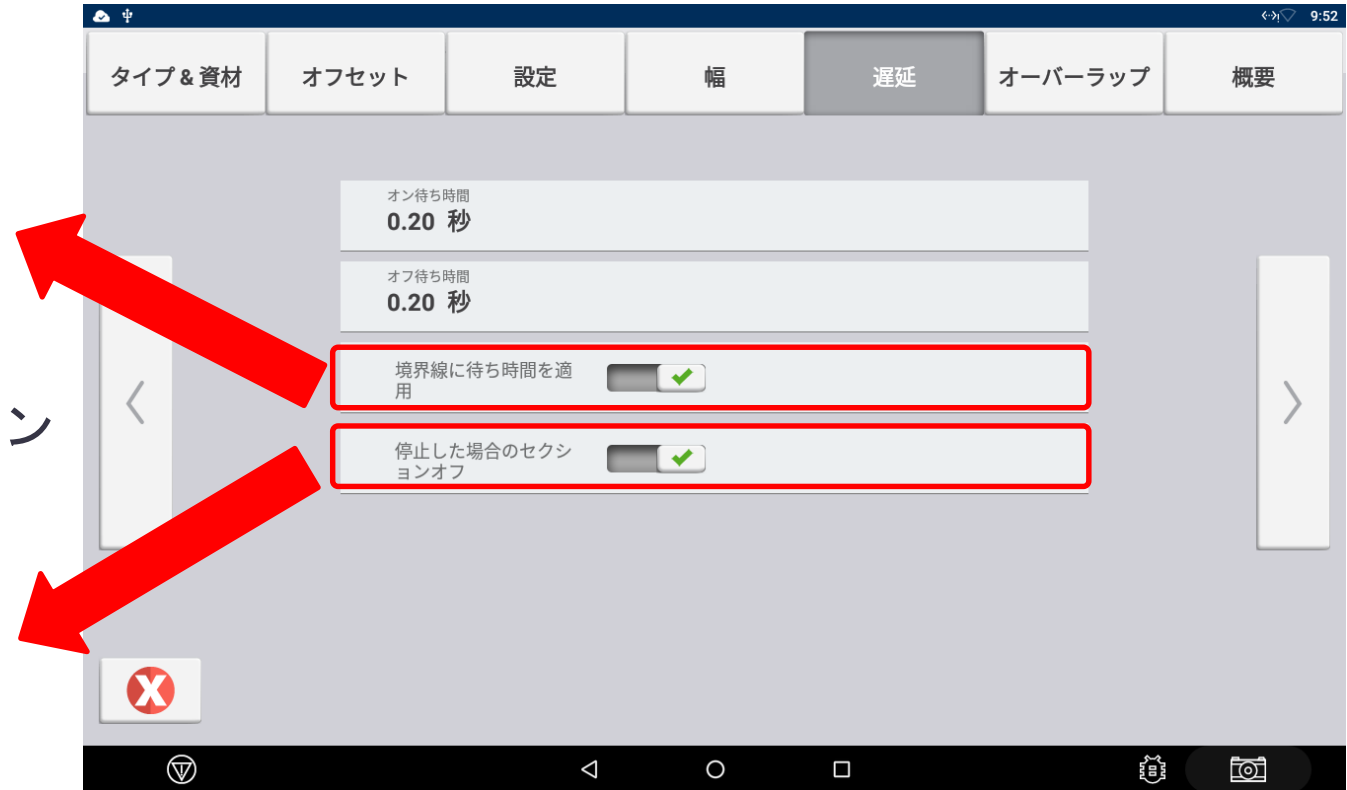 9:52
タイプ & 資材
オフセット
設定
幅
遅延
オーバーラップ
概要
オン待ち時間
0.20 秒
オフ待ち時間
0.20 秒
境界線に待ち時間を適
用
ン
停止した場合のセクシ
ョンオフ
X